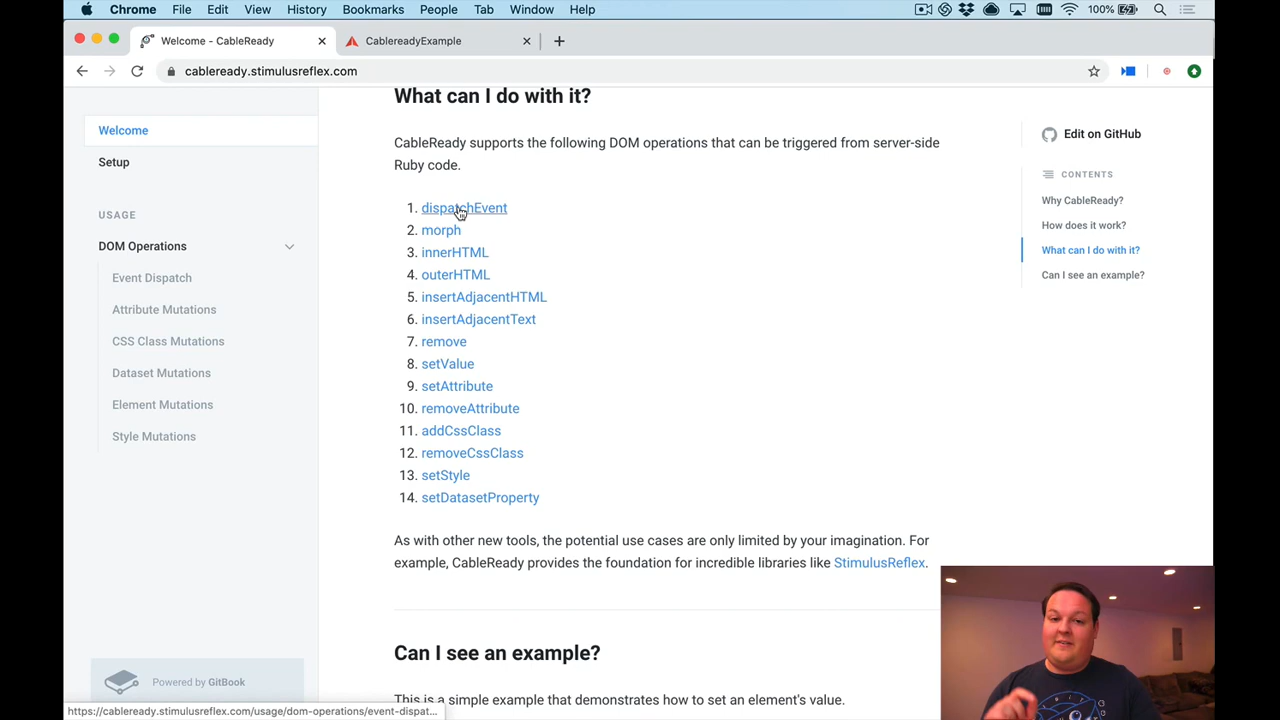 Chrome File Edit View History Bookmarks People Tab Window Help 100%
Welcome - CableReady CablereadyExample
cableready.stimulusreflex.com
What can I do with it?
Welcome
CableReady supports the following DOM operations that can be triggered from server-side
Ruby code.
Setup
USAGE
DOM Operations
Event Dispatch
Attribute Mutations
CSS Class Mutations
Dataset Mutations
Element Mutations
Style Mutations
1. dispatchEvent
2. morph
3. innerHTML
4. outerHTML
5. insertAdjacentHTML
6. insertAdjacentText
7. remove
8. setValue
9. setAttribute
10. removeAttribute
11. addCssClass
12. removeCssClass
13. setStyle
14. setDatasetProperty
As with other new tools, the potential use cases are only limited by your imagination. For
example, CableReady provides the foundation for incredible libraries like StimulusReflex.
Can I see an example?
This is a simple example that demonstrates how to set an element's value.
Edit on GitHub
CONTENTS
Why CableReady?
How does it work?
What can I do with it?
Can I see an example?
Powered by GitBook
https://cableready.stimulusreflex.com/usage/dom-operations/event-dispat...